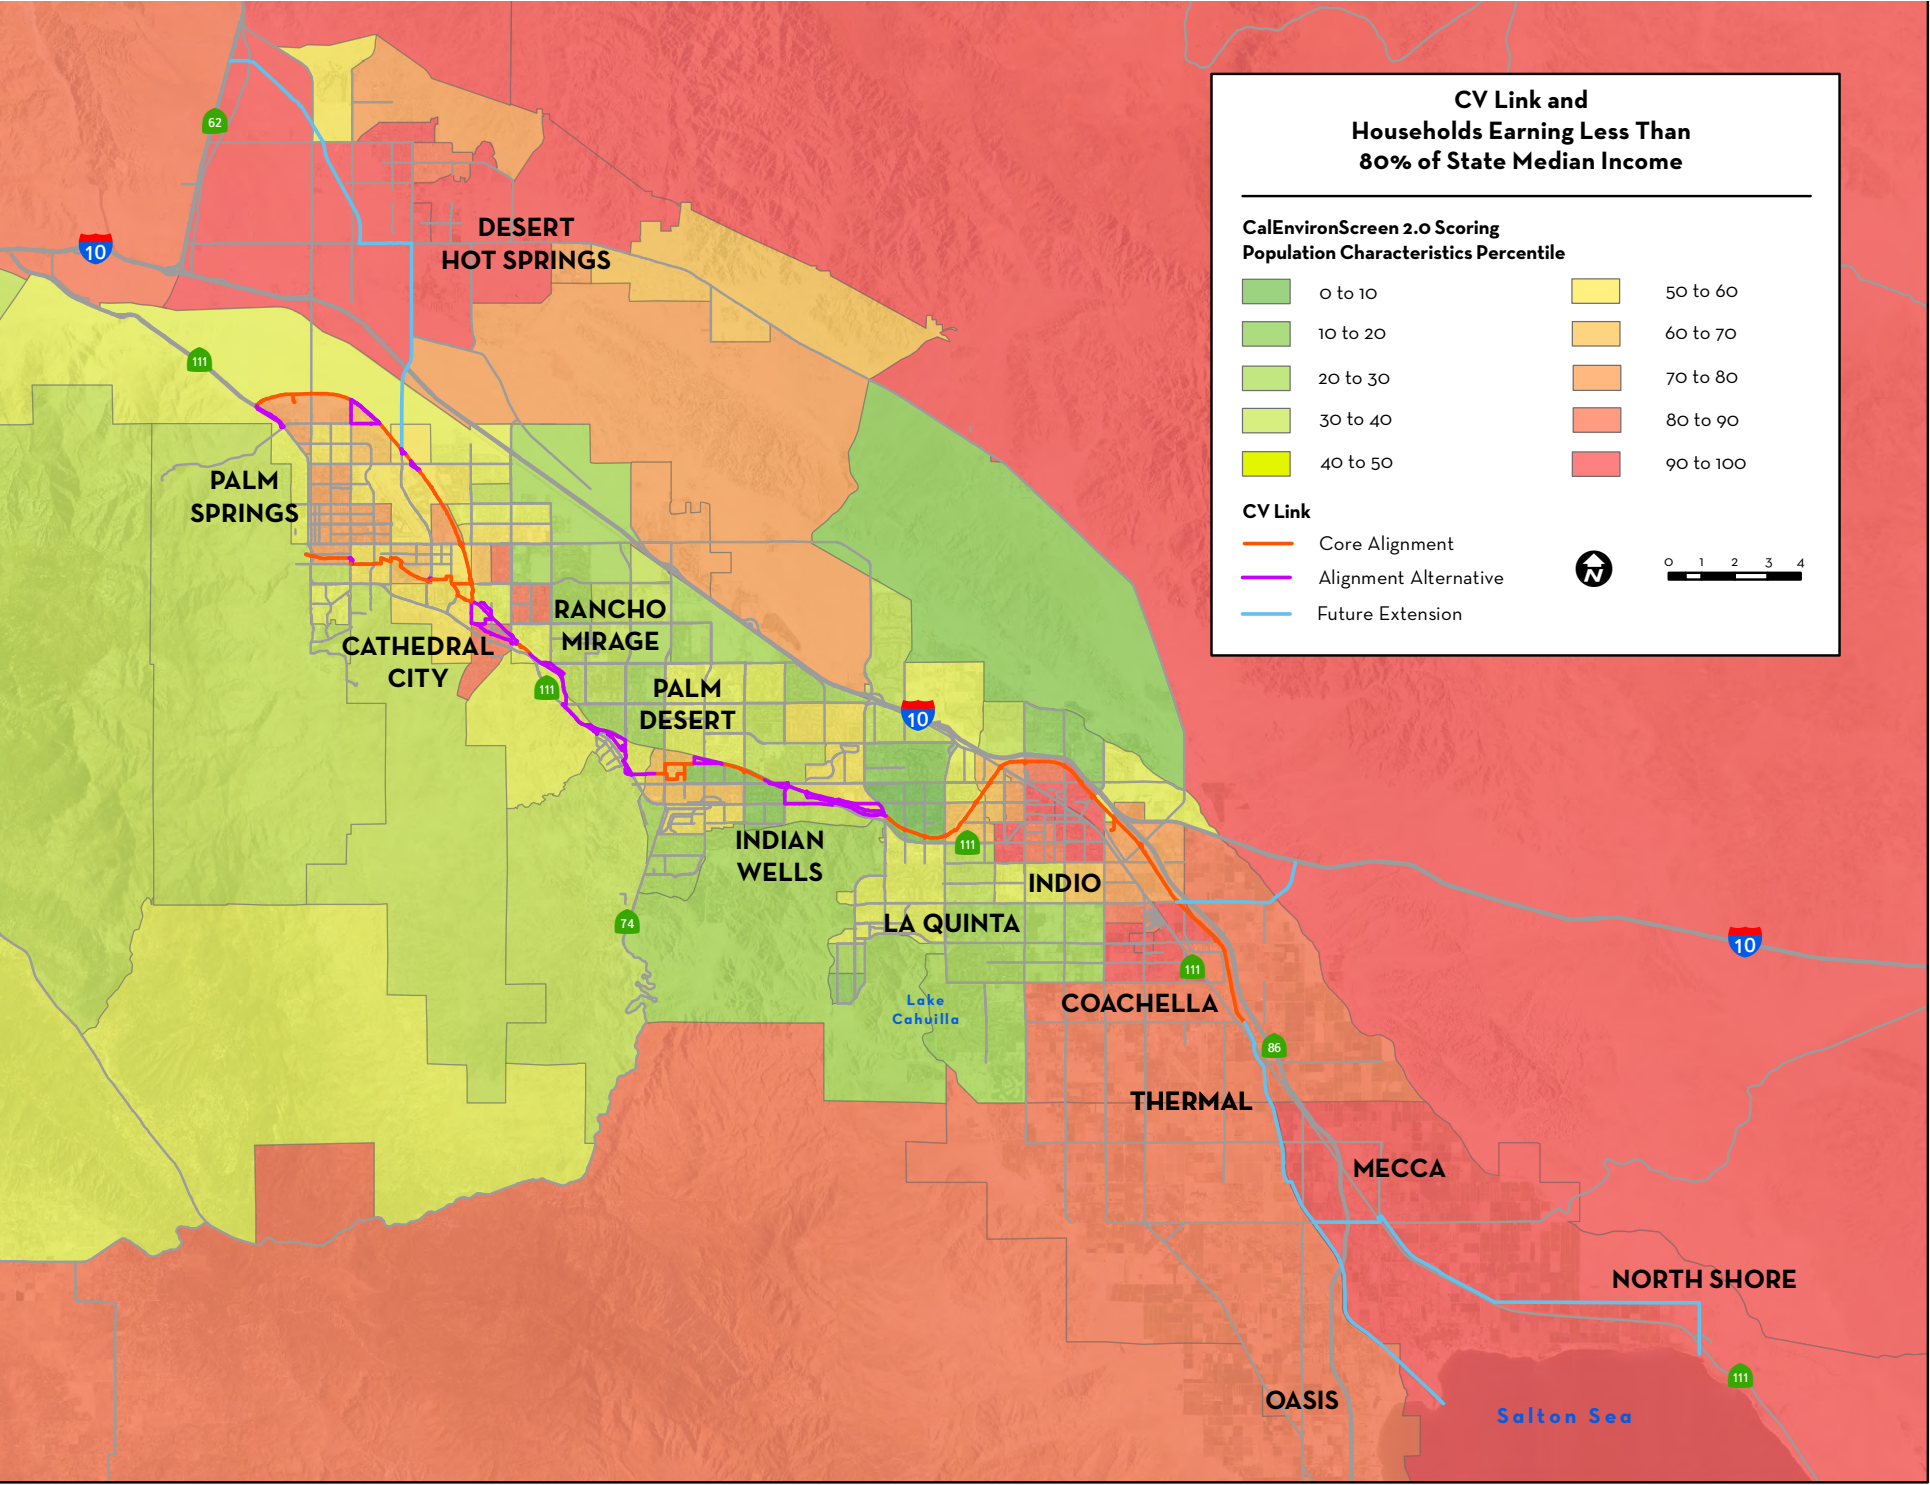 CV Link and
Households Earning Less Than
80% of State Median Income
CalEnvironScreen 2.0 Scoring
Population Characteristics Percentile
0 to 10
50 to 60
10 to 20
60 to 70
20 to 30
70 to 80
30 to 40
80 to 90
40 to 50
90 to 100
CV Link
Core Alignment
Alignment Alternative
Future Extension
N
0 1 2 3 4
62
10
DESERT
HOT SPRINGS
111
PALM
SPRINGS
CATHEDRAL
CITY
RANCHO
MIRAGE
111
PALM
DESERT
10
INDIAN
WELLS
111
INDIO
74
LA QUINTA
10
111
Lake
Cahuilla
COACHELLA
86
THERMAL
MECCA
NORTH SHORE
111
OASIS
Salton Sea